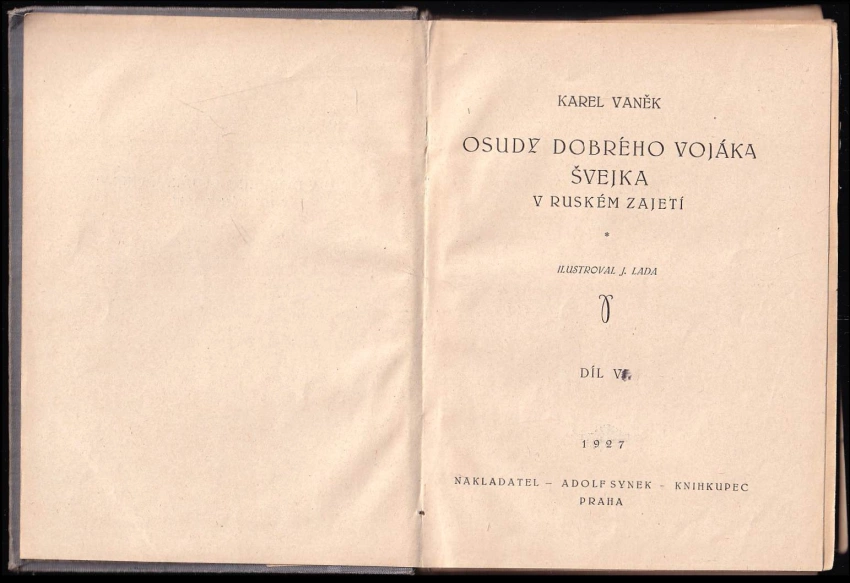 KAREL VANĚK
OSUDY DOBRÉHO VOJÁKA
ŠVEJKA
V RUSKÉM ZAJETÍ
*
ILUSTROVAL J. LADA
DÍL
1927
NAKLADATEL – ADOLF SYNEK – KNIHKUPEC
PRAHA